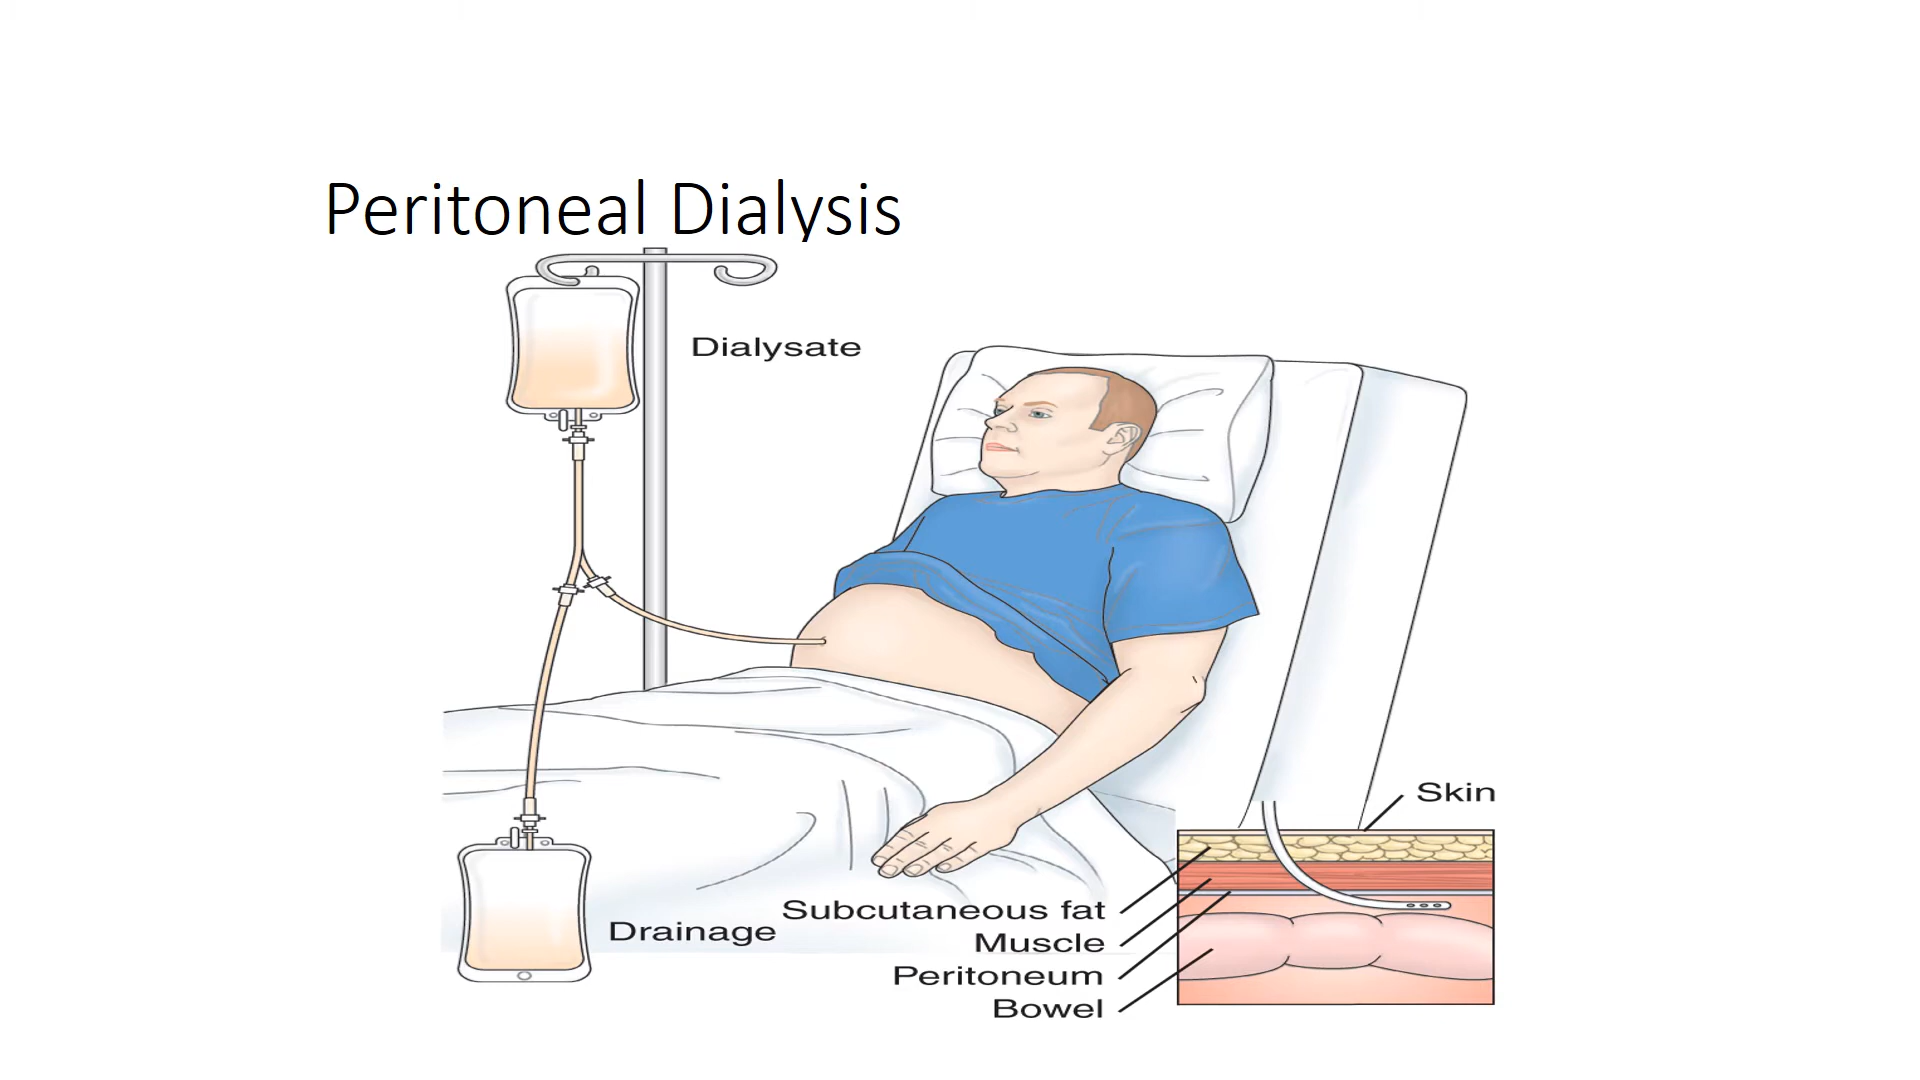 Peritoneal Dialysis
Dialysate
Skin
Subcutaneous fat
Drainage
Muscle
Peritoneum
Bowel